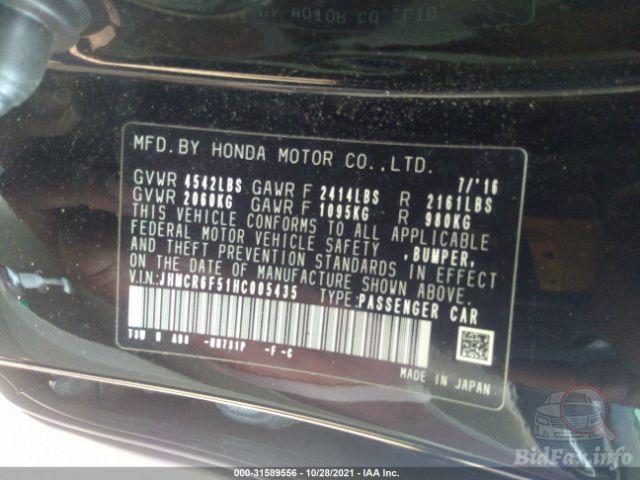 MFD. BY HONDA MOTOR CO., LTD.
7/'16
GVWR 4542LBS GAWR F 2414LBS R 2161LBS
GVWR 2060KG GAWR F 1095KG R 980KG
THIS VEHICLE CONFORMS TO ALL APPLICABLE
FEDERAL MOTOR VEHICLE SAFETY ,BUMPER,
AND THEFT PREVENTION STANDARDS IN EFFECT
ON THE DATE OF MANUFACTURE SHOWN ABOVE.
V.I.N.: JHMCR6F51HC005435 TYPE:PASSENGER CAR
-F -C
MADE IN JAPAN
BidFax.info
000-31589556 | 10/28/2021 - IAA Inc.